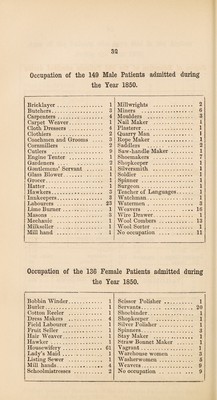 32
Occupation of the 149 Male Patients admitted during
the Year 1850.
Bricklayer 1
Butchers 3
Carpenters 4
Carpet Weaver 1
Cloth Dressers 4
Clothiers 2
Coachmen and Grooms 3
Cornmillers 2
Cutlers 5
Engine Tenter 1
Gardeners 2
Gentlemens' Servant 1
Glass Blower 1
Grocer 1
Hatter 1
Hawkers 3
Innkeepers 3
Labourers 23
Lime Burner 1
Masons 5
Mechanic 1
Milkseller 1
Mill hand 1
Millwrights 2
Miners 6
Moulders 3
Nail Maker 1
Plasterer 1
Quarry Man 1
Rope Maker 1
Saddlers 2
Saw-handle Maker 1
Shoemakers 7
Shopkeeper 1
Silversmith 1
Soldier 1
Spinner 1
Surgeon 1
Teacher of Languages 1
Watchman 1
Watermen 3
Weavers 16
Wire Drawer 1
Wool Combers 13
Wool Sorter 1
No occupation 11
Occupation of the 136 Female Patients admitted during
the Year 1850.
Bobbin Winder 1
Burler 1
Cotton Reeler 1
Dress Makers 4
Field Labourer 1
Fruit Seller 1
Hair Weaver 1
Hawker 1
Housewifery 61
Lady's Maid 1
Listing Sewer 1
Mill hands 4
Schoolmistresses 2
Scissor Polisher 1
Servants 20
Shoebinder 1
Shopkeeper 1
Silver Polisher 1
Spinners 3
Stay Maker 1
Straw Bonnet Maker 1
Vagrant 1
Warehouse women 3
Washerwomen 3
Weavers 9
No occupation 9